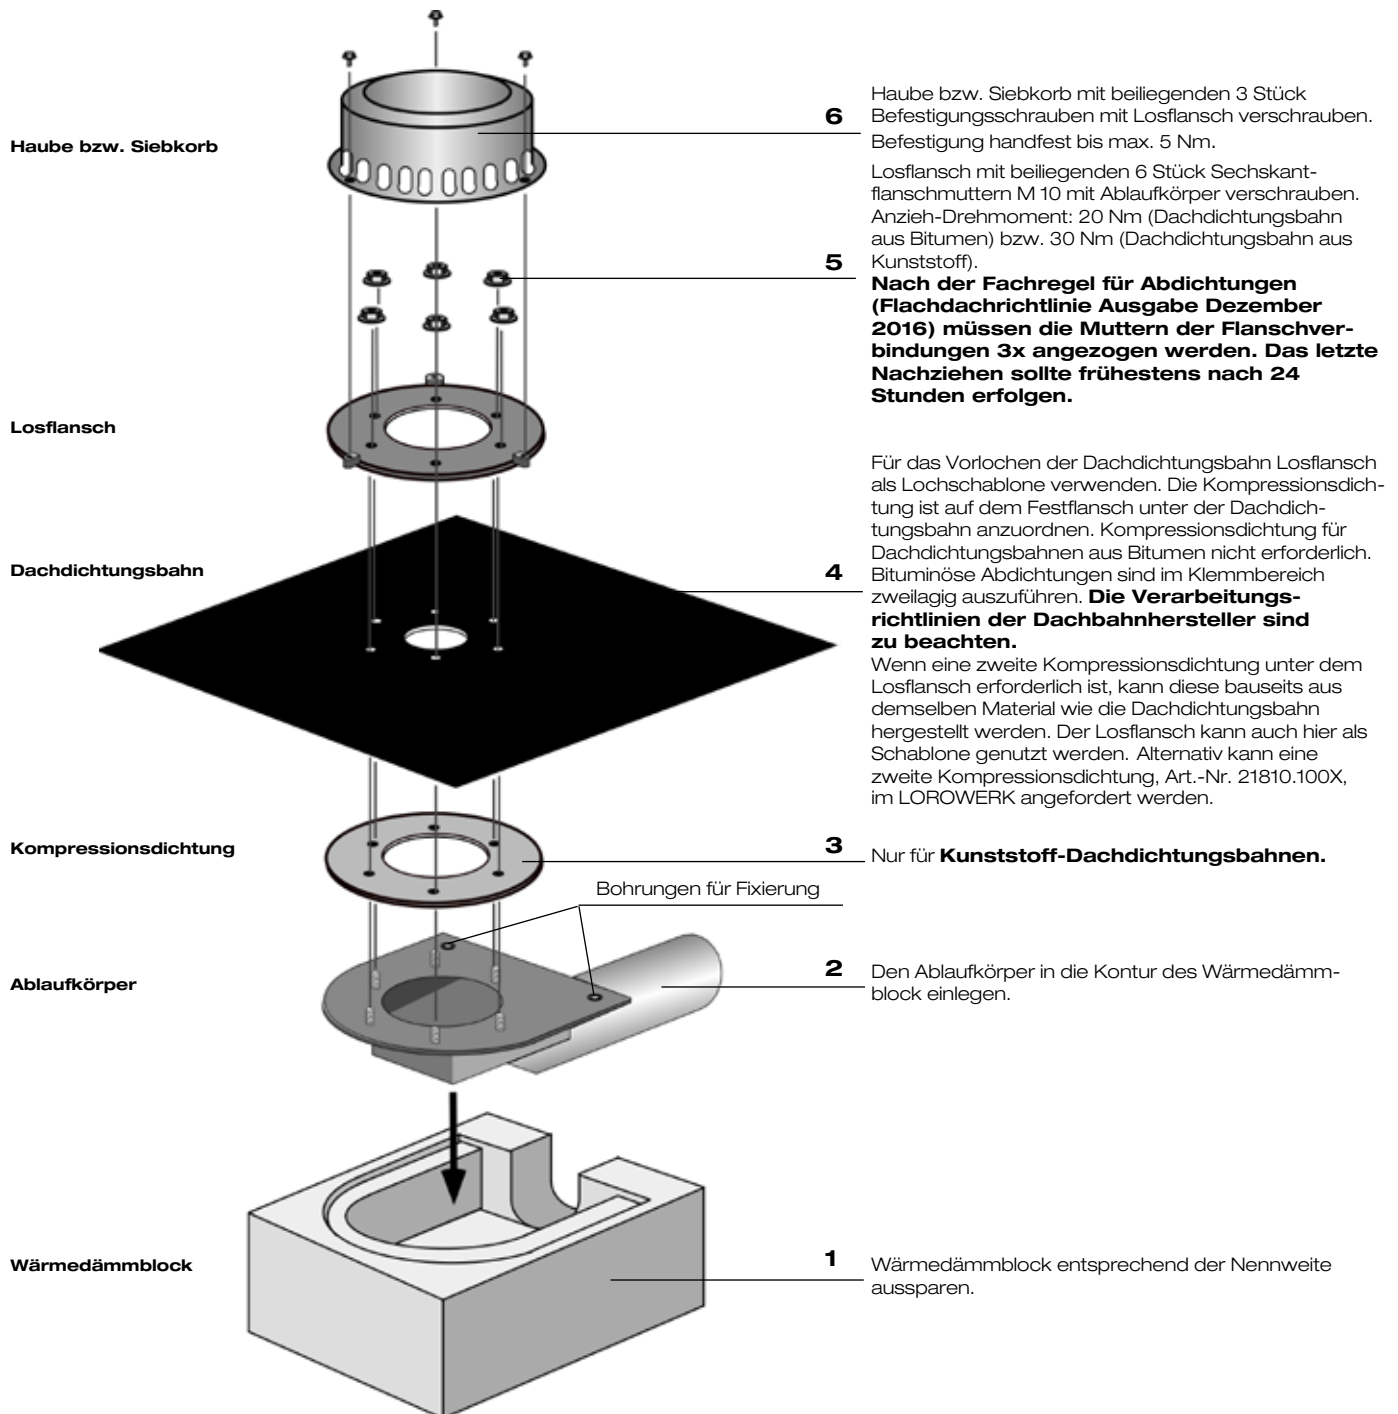 Haube bzw. Siebkorb
6
Haube bzw. Siebkorb mit beiliegenden 3 Stück
Befestigungsschrauben mit Losflansch verschrauben.
Befestigung handfest bis max. 5 Nm.
5
Losflansch mit beiliegenden 6 Stück Sechskant-
flanschmuttern M 10 mit Ablaufkörper verschrauben.
Anzieh-Drehmoment: 20 Nm (Dachdichtungsbahn
aus Bitumen) bzw. 30 Nm (Dachdichtungsbahn aus
Kunststoff).
Nach der Fachregel für Abdichtungen
(Flachdachrichtlinie Ausgabe Dezember
2016) müssen die Muttern der Flanschver-
bindungen 3x angezogen werden. Das letzte
Nachziehen sollte frühestens nach 24
Stunden erfolgen.
Losflansch
Dachdichtungsbahn
4
Für das Vorlochen der Dachdichtungsbahn Losflansch
als Lochschablone verwenden. Die Kompressionsdich-
tung ist auf dem Festflansch unter der Dachdich-
tungsbahn anzuordnen. Kompressionsdichtung für
Dachdichtungsbahnen aus Bitumen nicht erforderlich.
Bituminöse Abdichtungen sind im Klemmbereich
zweilagig auszuführen. Die Verarbeitungs-
richtlinien der Dachbahnhersteller sind
zu beachten.
Wenn eine zweite Kompressionsdichtung unter dem
Losflansch erforderlich ist, kann diese bauseits aus
demselben Material wie die Dachdichtungsbahn
hergestellt werden. Der Losflansch kann auch hier als
Schablone genutzt werden. Alternativ kann eine
zweite Kompressionsdichtung, Art.-Nr. 21810.100X,
im LOROWERK angefordert werden.
Kompressionsdichtung
3
Nur für Kunststoff-Dachdichtungsbahnen.
Bohrungen für Fixierung
Ablaufkörper
2
Den Ablaufkörper in die Kontur des Wärmedämm-
block einlegen.
Wärmedämmblock
1
Wärmedämmblock entsprechend der Nennweite
aussparen.